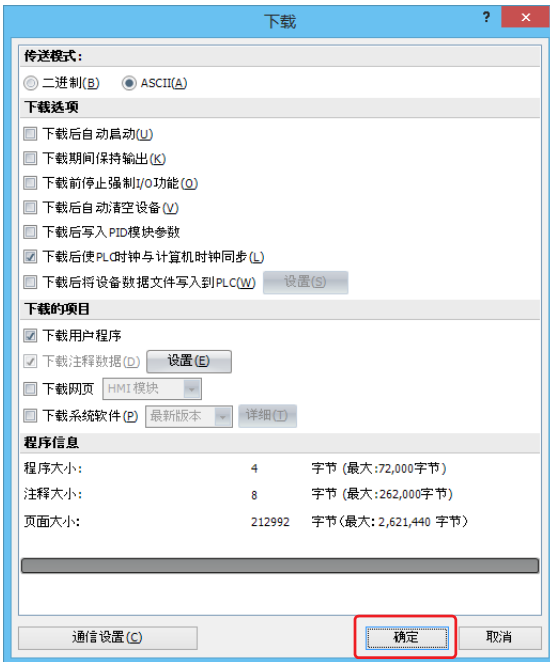 下载 ? ×
传送模式:
二进制(B) ASCII(A)
下载选项
下载后自动启动(U)
下载期间保持输出(K)
下载前停止强制I/O功能(O)
下载后自动清空设备(V)
下载后写入PID模块参数
下载后使PLC时钟与计算机时钟同步(L)
下载后将设备数据文件写入到PLC(W) 设置(S)
下载的项目
下载用户程序
下载注释数据(D) 设置(E)
下载网页 HMI模块
下载系统软件(P) 最新版本 详细(T)
程序信息
程序大小: 4 字节 (最大:72,000字节)
注释大小: 8 字节 (最大:262,000字节)
页面大小: 212992 字节(最大: 2,621,440 字节)
通信设置(C) 确定 取消